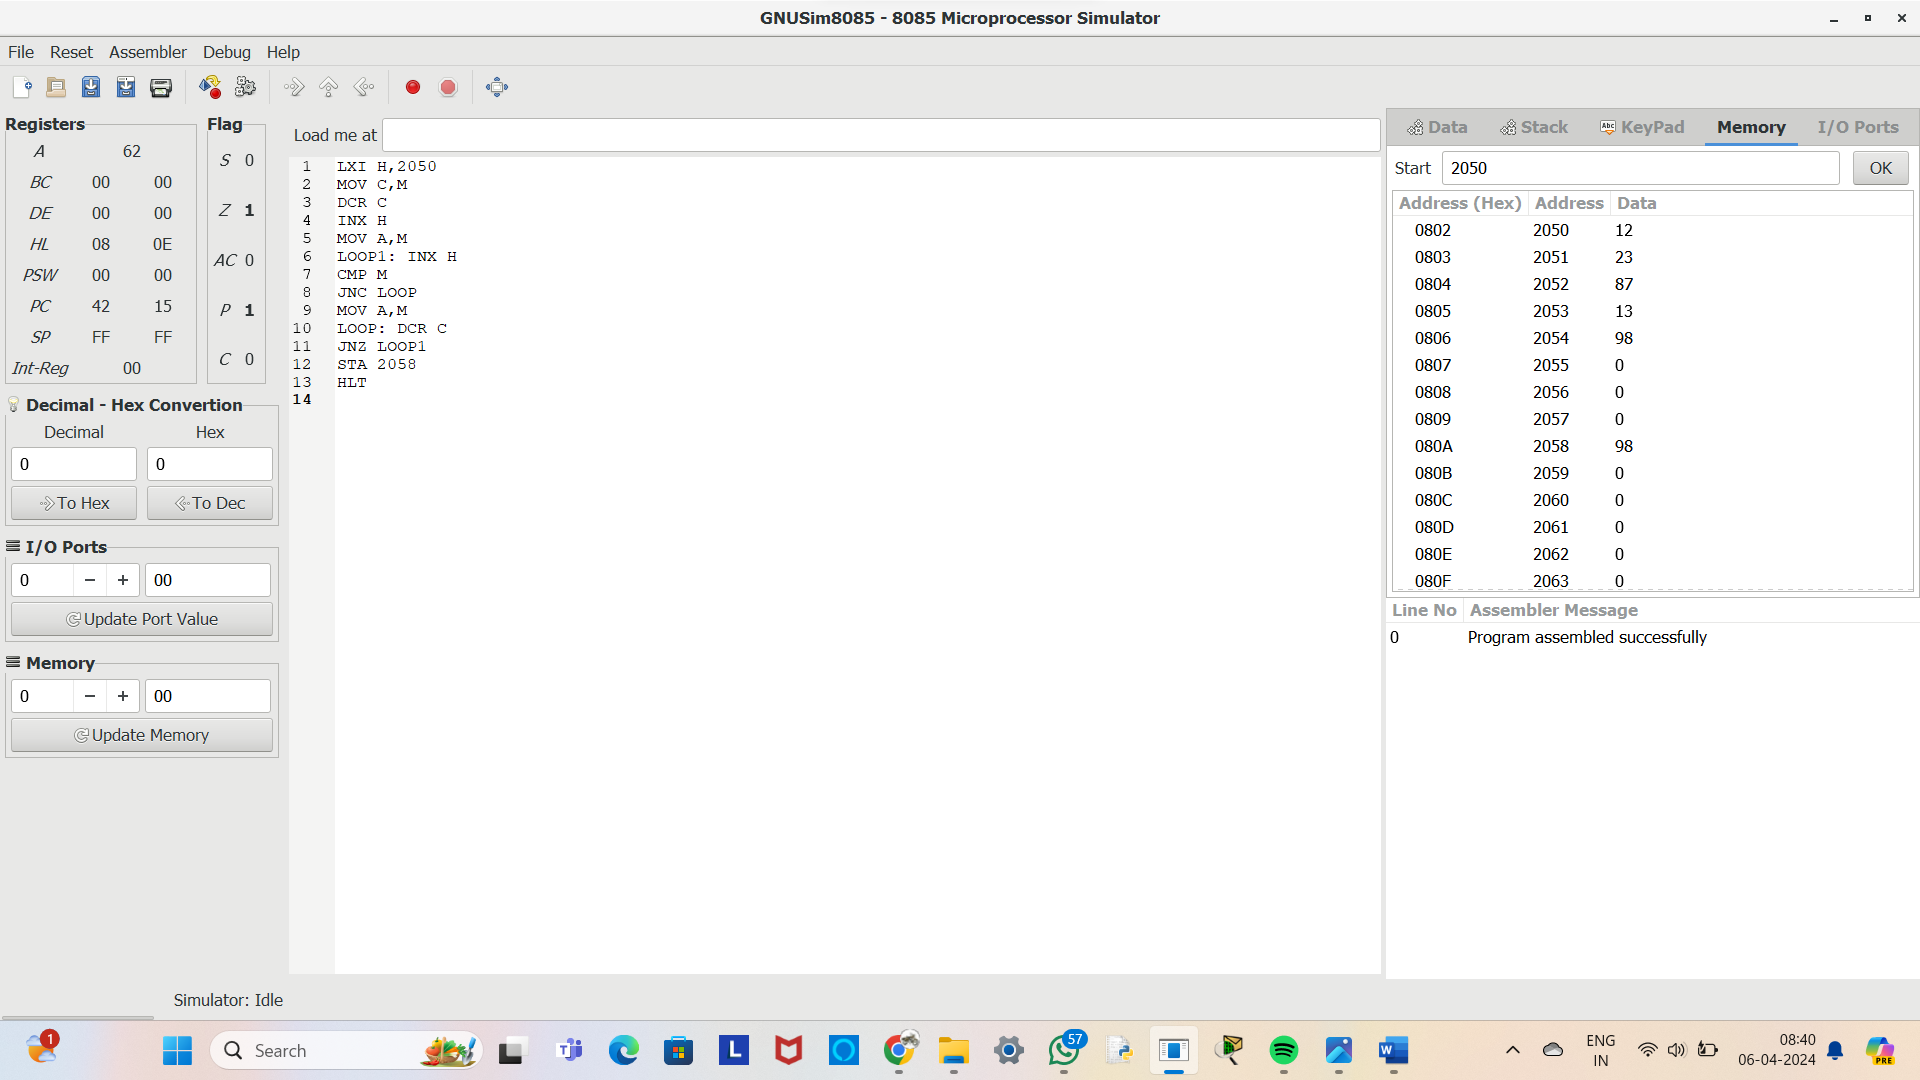 GNUSim8085 - 8085 Microprocessor Simulator
File Reset Assembler Debug Help
Registers
A 62
BC 00 00
DE 00 00
HL 08 0E
PSW 00 00
PC 42 15
SP FF FF
Int-Reg 00
Flag
S 0
Z 1
AC 0
P 1
C 0
Decimal - Hex Convertion
Decimal Hex
0 0
To Hex To Dec
I/O Ports
0 − + 00
Update Port Value
Memory
0 − + 00
Update Memory
Load me at
1 LXI H,2050
2 MOV C,M
3 DCR C
4 INX H
5 MOV A,M
6 LOOP1: INX H
7 CMP M
8 JNC LOOP
9 MOV A,M
10 LOOP: DCR C
11 JNZ LOOP1
12 STA 2058
13 HLT
14
Data Stack Abc KeyPad Memory I/O Ports
Start 2050 OK
Address (Hex) Address Data
0802 2050 12
0803 2051 23
0804 2052 87
0805 2053 13
0806 2054 98
0807 2055 0
0808 2056 0
0809 2057 0
080A 2058 98
080B 2059 0
080C 2060 0
080D 2061 0
080E 2062 0
080F 2063 0
Line No Assembler Message
0 Program assembled successfully
Simulator: Idle
1
Search
L
57
W
ENG
IN
08:40
06-04-2024
PRE